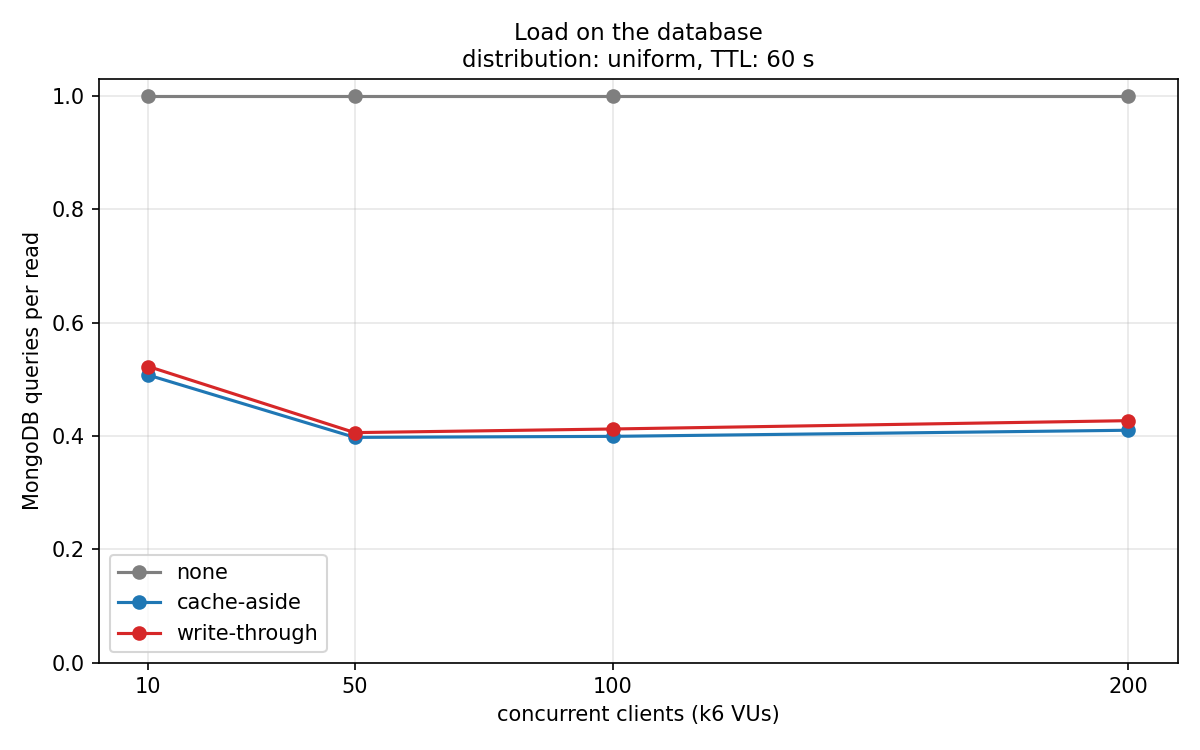 Load on the database
distribution: uniform, TTL: 60 s
MongoDB queries per read
1.0
0.8
0.6
0.4
0.2
0.0
none
cache-aside
write-through
10 50 100 200
concurrent clients (k6 VUs)